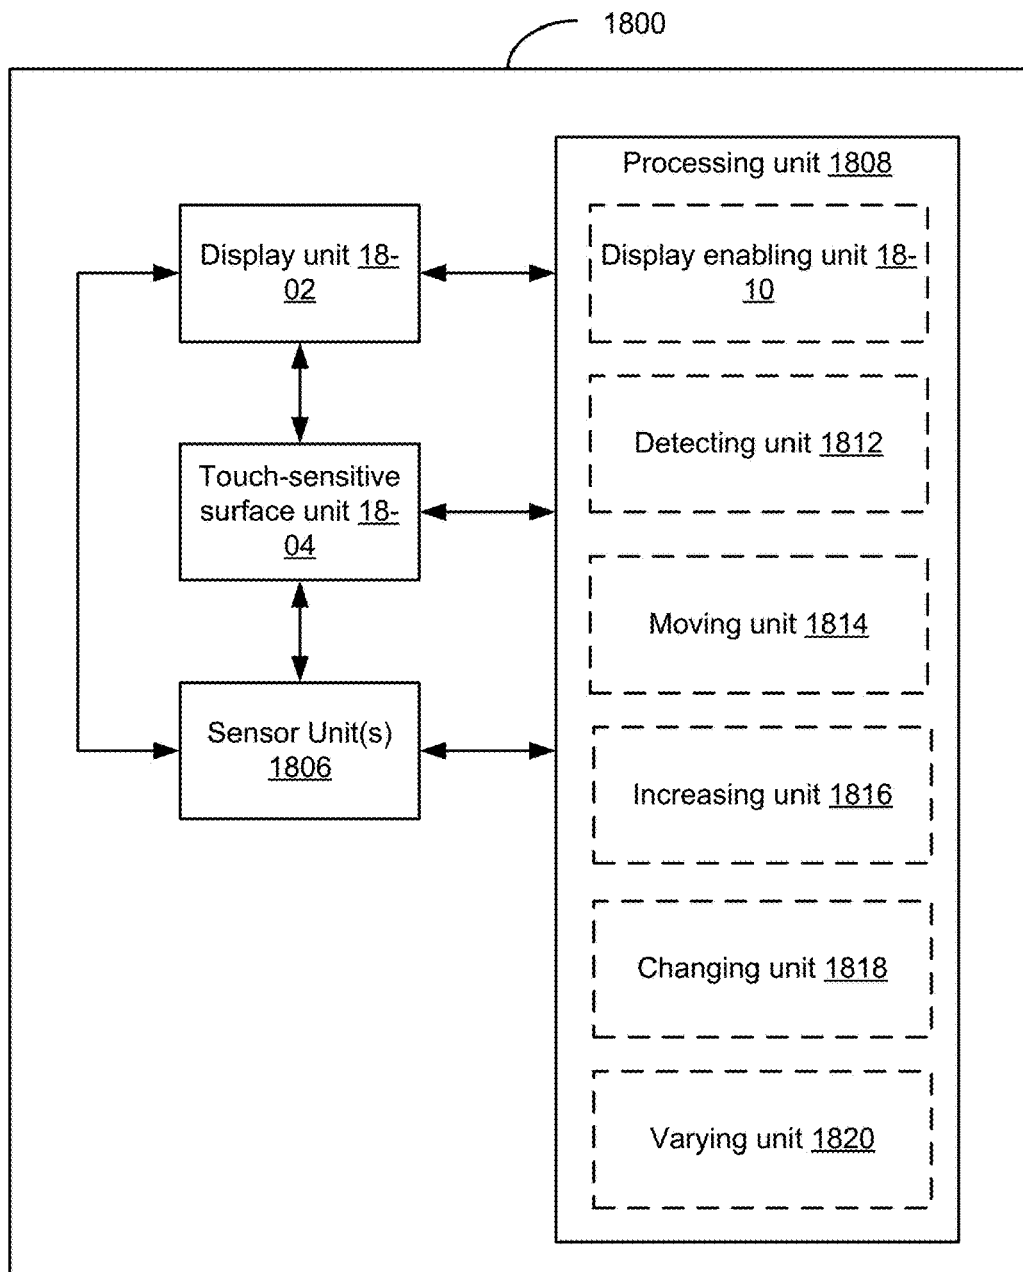 1800
Processing unit 1808
Display unit 18-
02
Display enabling unit 18-
10
Detecting unit 1812
Touch-sensitive
surface unit 18-
04
Moving unit 1814
Sensor Unit(s)
1806
Increasing unit 1816
Changing unit 1818
Varying unit 1820